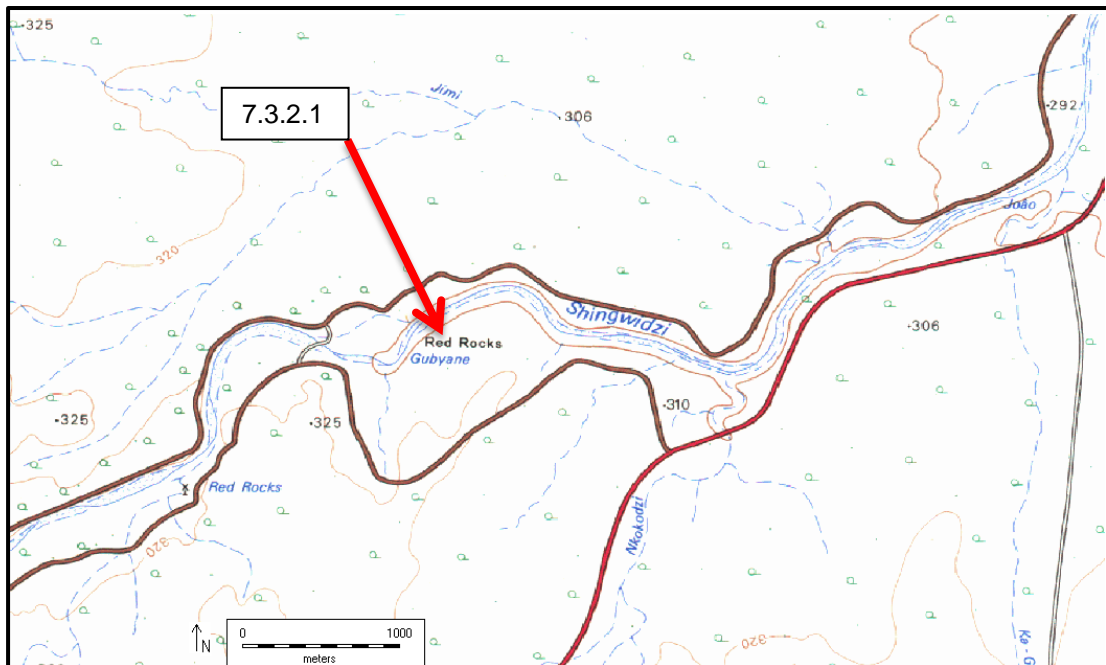 ·325
Jimi
7.3.2.1
·306
·292
João
320
Shingwidzi
Red Rocks
Gubyane
·306
·325
·325
·310
Red Rocks
320
Nkokodzi
320
Ke-G
0 1000
meters
N